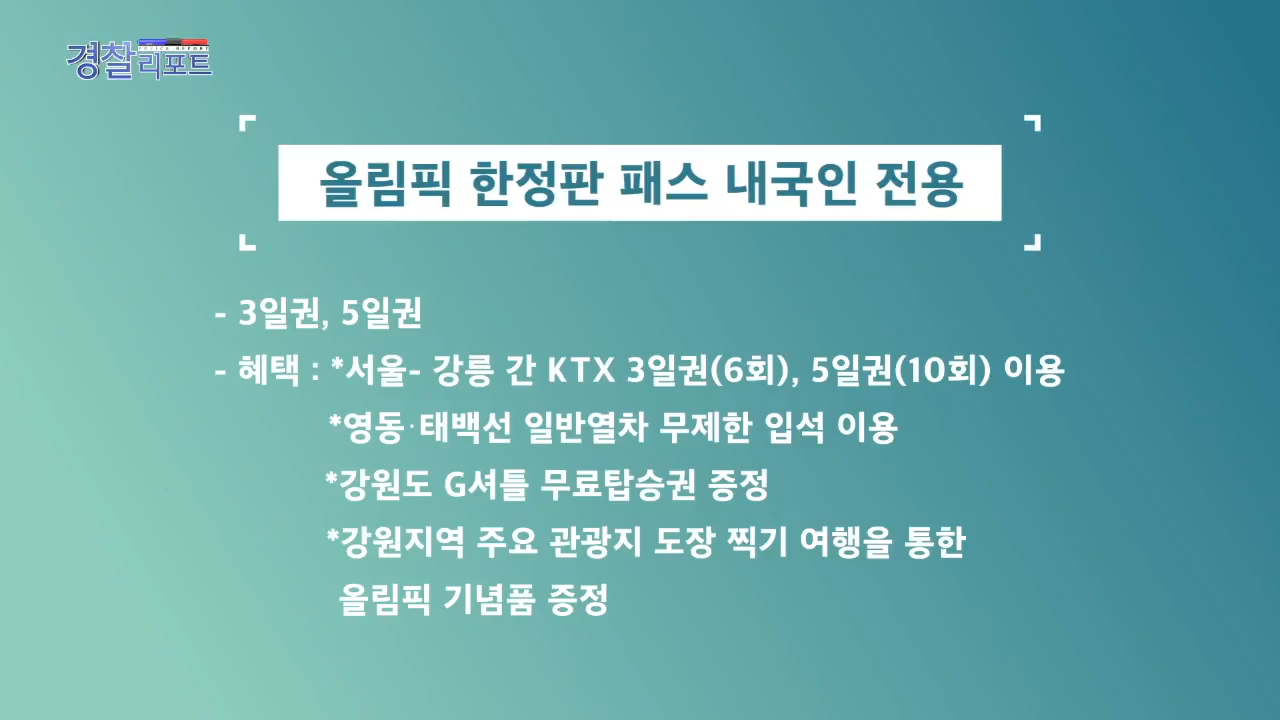 경찰리포트
POLICE REPORT
올림픽 한정판 패스 내국인 전용
- 3일권, 5일권
- 혜택 : *서울- 강릉 간 KTX 3일권(6회), 5일권(10회) 이용
*영동·태백선 일반열차 무제한 입석 이용
*강원도 G셔틀 무료탑승권 증정
*강원지역 주요 관광지 도장 찍기 여행을 통한
올림픽 기념품 증정